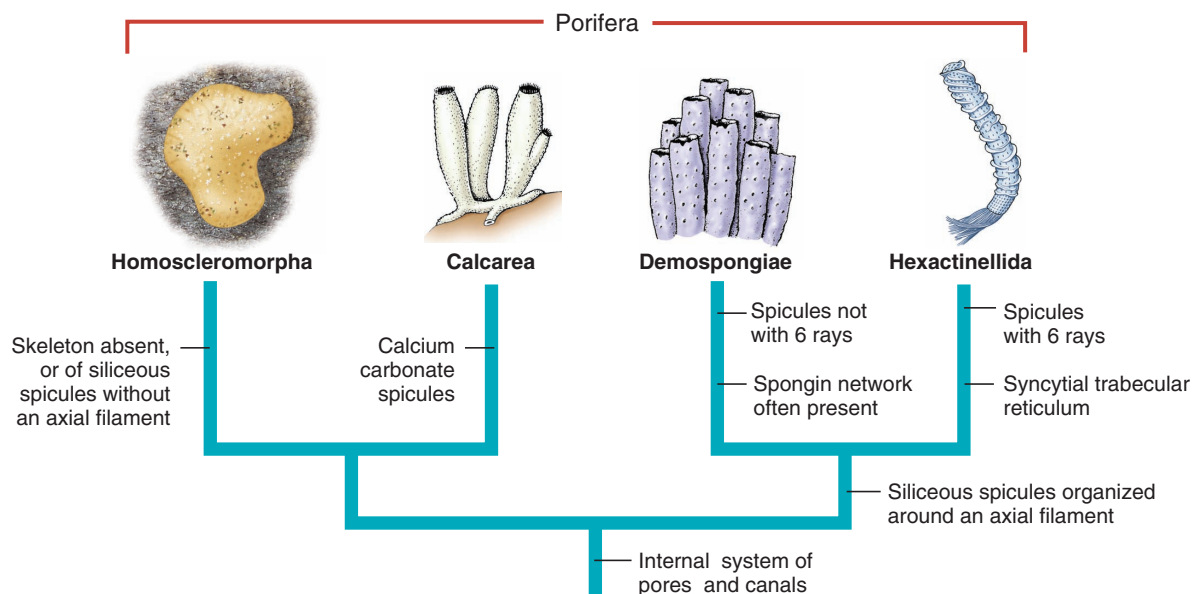 Porifera
Homoscleromorpha
Calcarea
Demospongiae
Hexactinellida
Skeleton absent,
or of siliceous
spicules without
an axial filament
Calcium
carbonate
spicules
Spicules not
with 6 rays
Spongin network
often present
Spicules
with 6 rays
Syncytial trabecular
reticulum
Siliceous spicules organized
around an axial filament
Internal system of
pores and canals